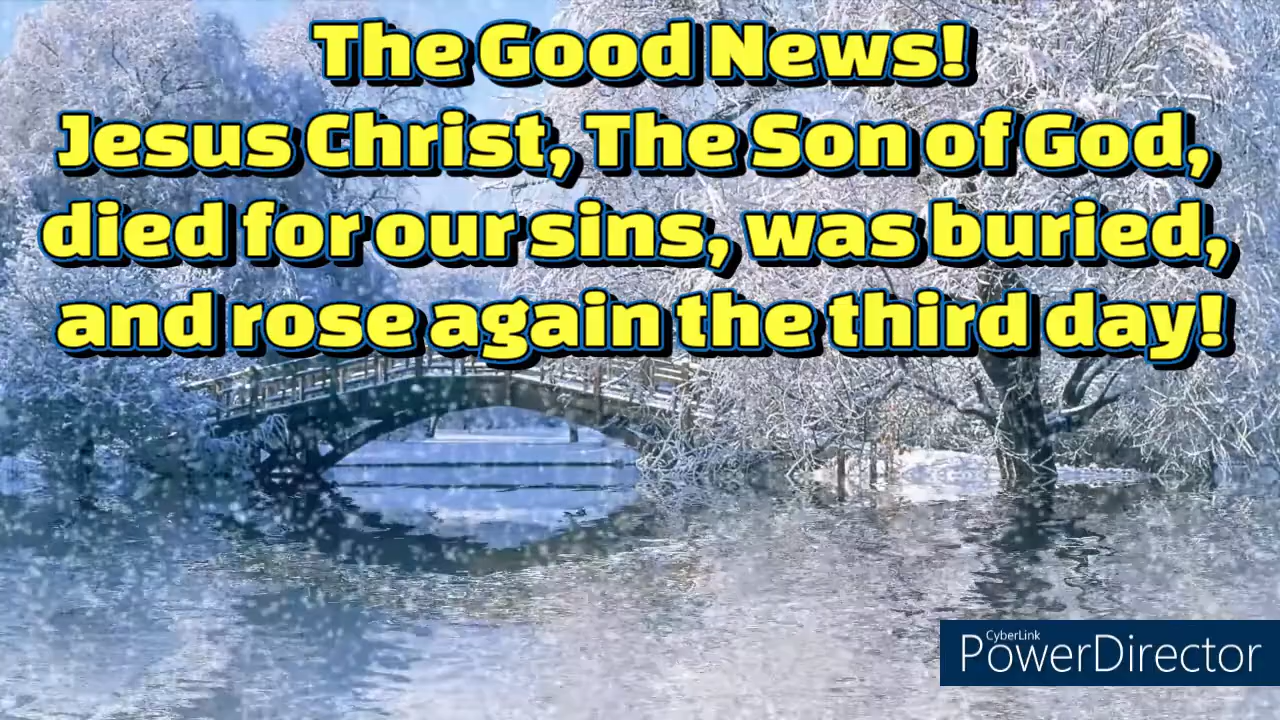 The Good News!
Jesus Christ, The Son of God,
died for our sins, was buried,
and rose again the third day!
CyberLink
PowerDirector